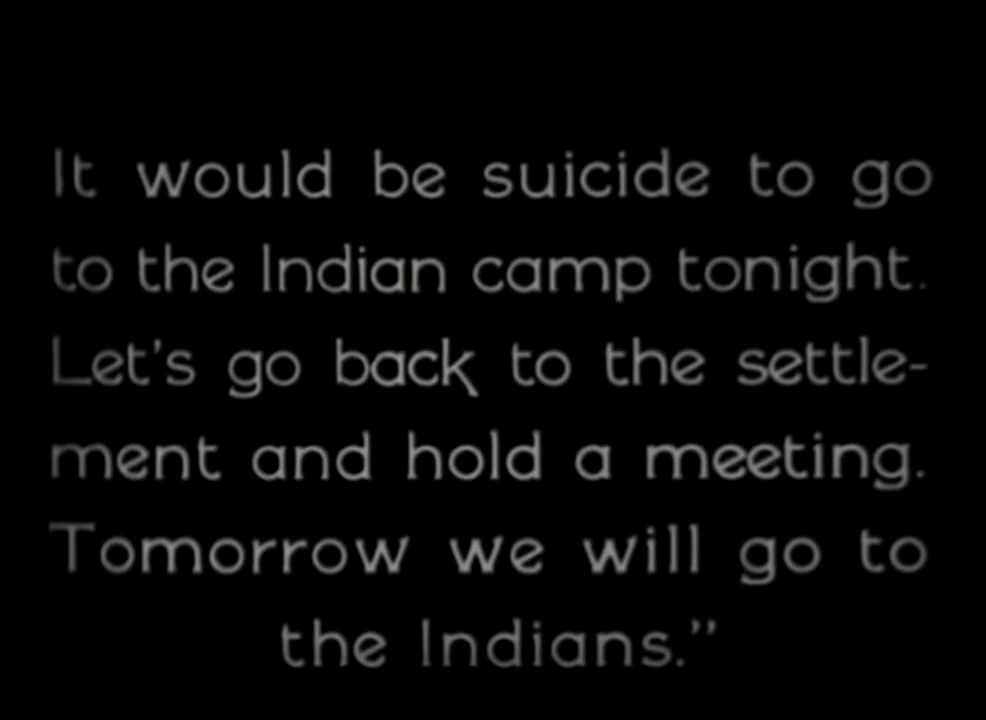 It would be suicide to go
to the Indian camp tonight.
Let's go back to the settle-
ment and hold a meeting.
Tomorrow we will go to
the Indians.”